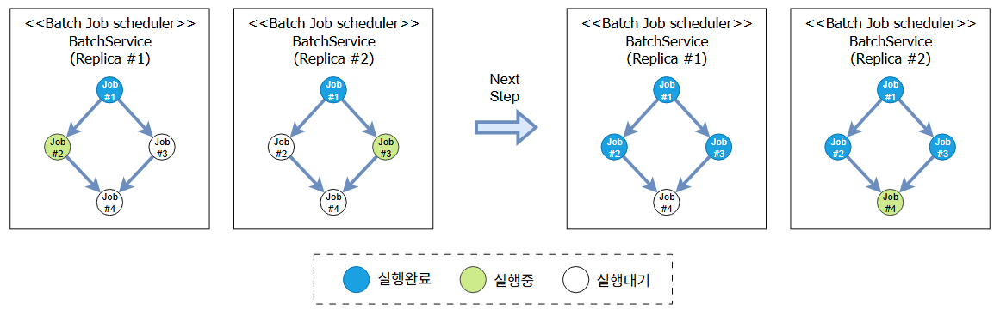 <<Batch Job scheduler>>
BatchService
(Replica #1)
Job
#1
Job
#2
Job
#3
Job
#4
<<Batch Job scheduler>>
BatchService
(Replica #2)
Job
#1
Job
#2
Job
#3
Job
#4
Next
Step
<<Batch Job scheduler>>
BatchService
(Replica #1)
Job
#1
Job
#2
Job
#3
Job
#4
<<Batch Job scheduler>>
BatchService
(Replica #2)
Job
#1
Job
#2
Job
#3
Job
#4
실행완료
실행중
실행대기